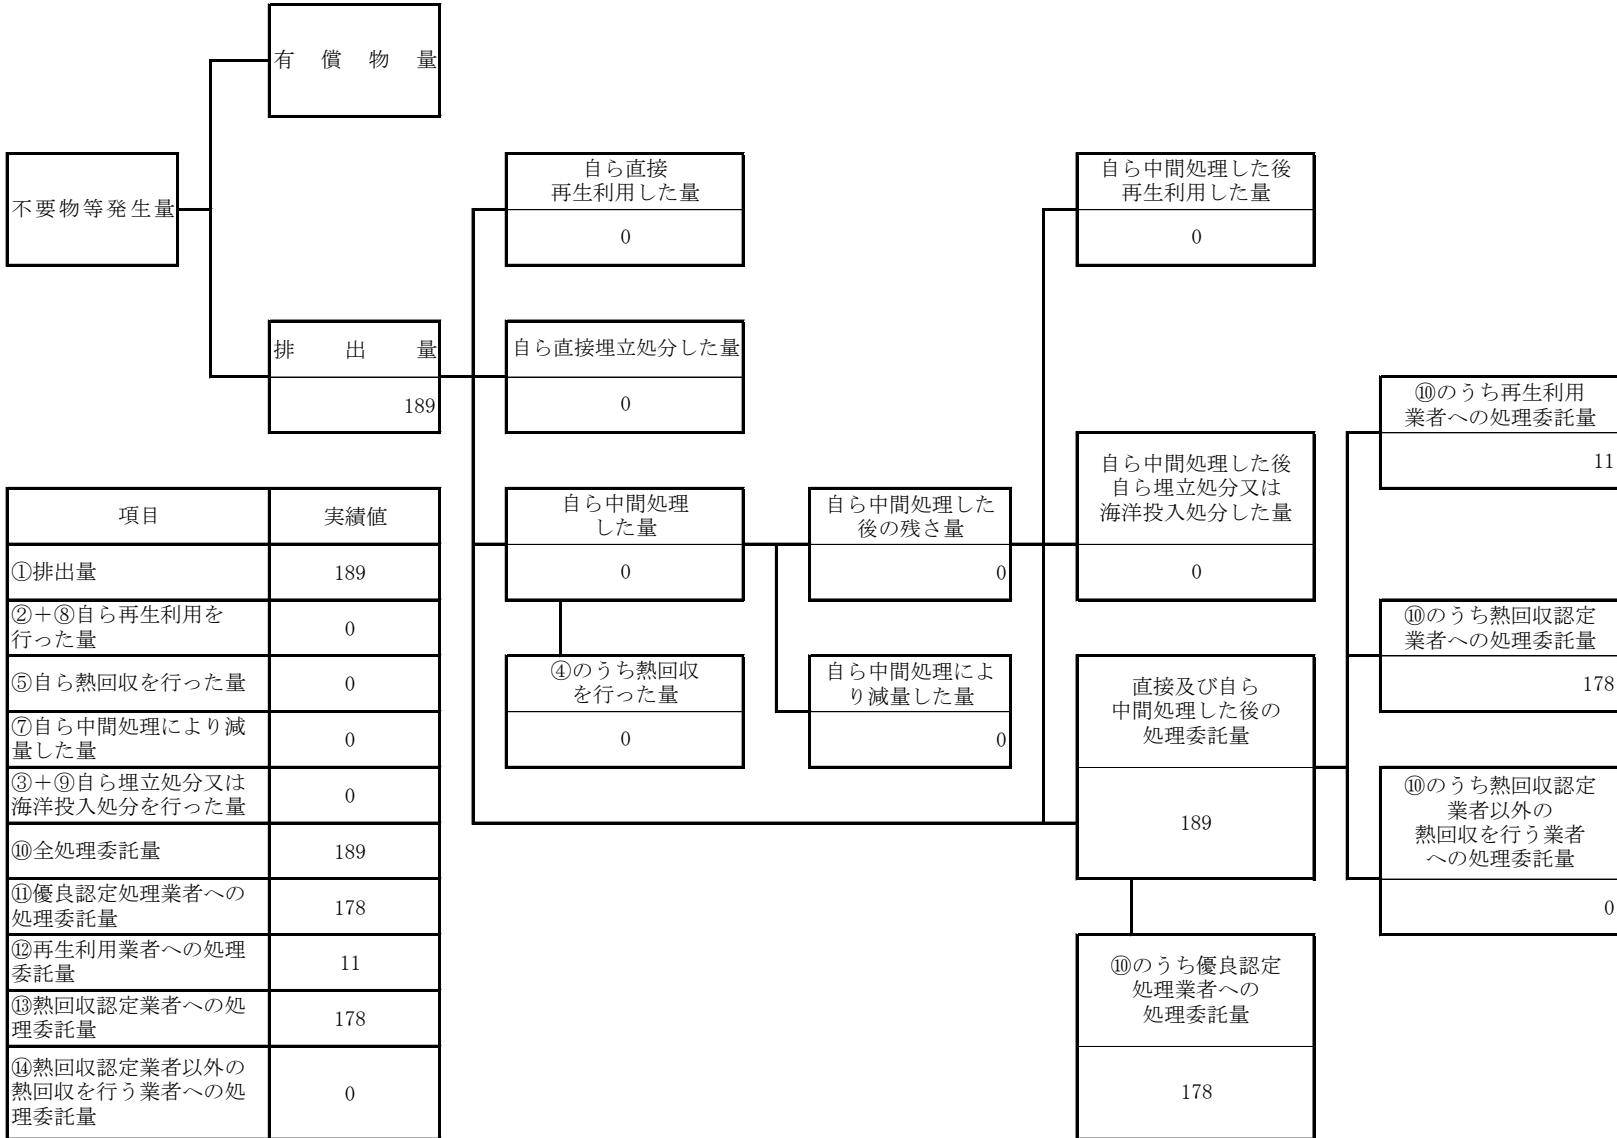 有償物量
不要物等発生量
自ら直接
再生利用した量
0
自ら中間処理した後
再生利用した量
0
排出量
189
自ら直接埋立処分した量
0
⑩のうち再生利用
業者への処理委託量
11
自ら中間処理した後
自ら埋立処分又は
海洋投入処分した量
0
自ら中間処理
した量
0
自ら中間処理した
後の残さ量
0
⑩のうち熱回収認定
業者への処理委託量
178
④のうち熱回収
を行った量
0
自ら中間処理によ
り減量した量
0
直接及び自ら
中間処理した後の
処理委託量
189
⑩のうち熱回収認定
業者以外の
熱回収を行う業者
への処理委託量
0
⑩のうち優良認定
処理業者への
処理委託量
178
項目 実績値
①排出量 189
②+⑧自ら再生利用を
行った量 0
⑤自ら熱回収を行った量 0
⑦自ら中間処理により減
量した量 0
③+⑨自ら埋立処分又は
海洋投入処分を行った量 0
⑩全処理委託量 189
⑪優良認定処理業者への
処理委託量 178
⑫再生利用業者への処理
委託量 11
⑬熱回収認定業者への処
理委託量 178
⑭熱回収認定業者以外の
熱回収を行う業者への処
理委託量 0